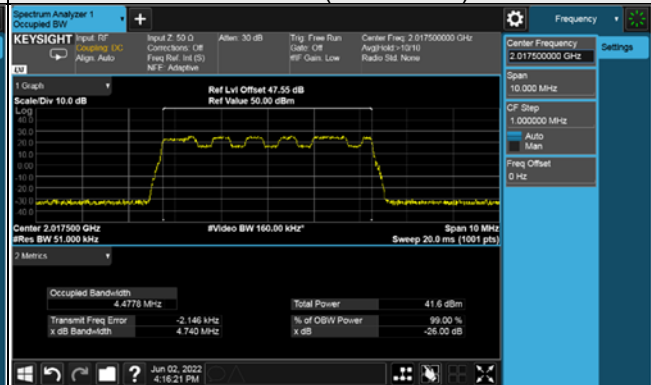 Spectrum Analyzer 1
Occupied BW
Frequency
KEYSIGHT Input: RF
Coupling: DC
Align: Auto
Input Z: 50 Ω
Corrections: Off
Freq Ref: Int (S)
NFE: Adaptive
Atten: 30 dB
Trig: Free Run
Gate: Off
#IF Gain: Low
Center Freq: 2.017500000 GHz
Avg|Hold:>10/10
Radio Std: None
Center Frequency
2.017500000 GHz
Settings
Span
10.000 MHz
CF Step
1.000000 MHz
Auto
Man
Freq Offset
0 Hz
1 Graph
Scale/Div 10.0 dB
Ref Lvl Offset 47.55 dB
Ref Value 50.00 dBm
Log
40.0
30.0
20.0
10.0
0.00
-10.0
-20.0
-30.0
-40.0
Center 2.017500 GHz
#Res BW 51.000 kHz
#Video BW 160.00 kHz*
Span 10 MHz
Sweep 20.0 ms (1001 pts)
2 Metrics
Occupied Bandwidth
4.4778 MHz
Total Power 41.6 dBm
Transmit Freq Error -2.146 kHz
% of OBW Power 99.00 %
x dB Bandwidth 4.740 MHz
x dB -26.00 dB
Jun 02, 2022
4:16:21 PM